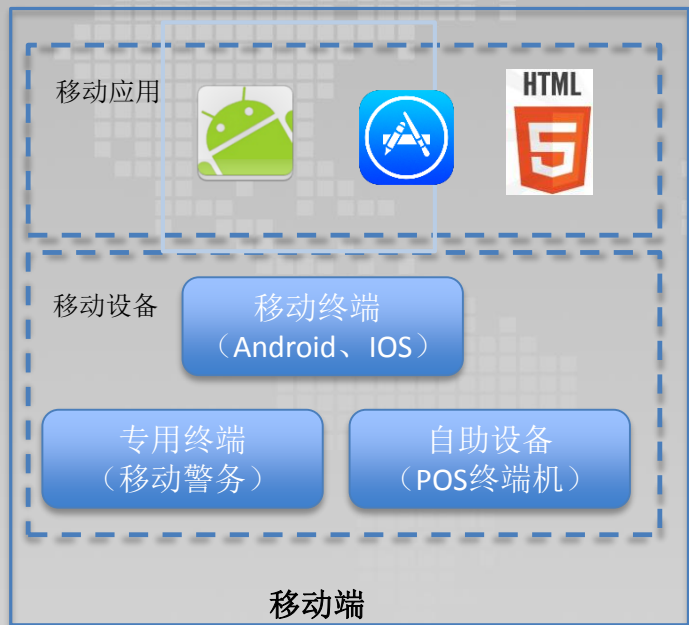 移动应用
HTML
5
移动设备
移动终端
（Android、IOS）
专用终端
（移动警务）
自助设备
（POS终端机）
移动端